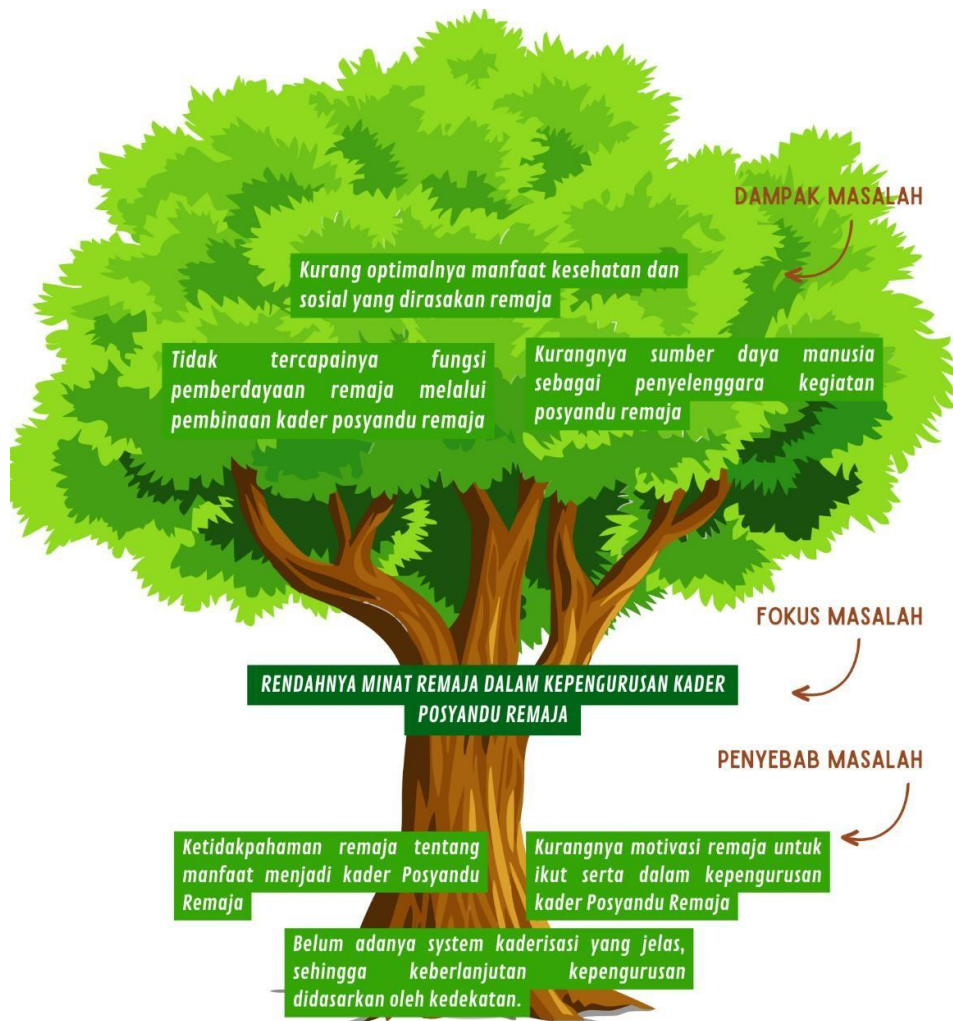 DAMPAK MASALAH
Kurang optimalnya manfaat kesehatan dan
sosial yang dirasakan remaja
Tidak tercapainya fungsi
pemberdayaan remaja melalui
pembinaan kader posyandu remaja
Kurangnya sumber daya manusia
sebagai penyelenggara kegiatan
posyandu remaja
FOKUS MASALAH
RENDAHNYA MINAT REMAJA DALAM KEPENGURUSAN KADER
POSYANDU REMAJA
PENYEBAB MASALAH
Ketidakpahaman remaja tentang
manfaat menjadi kader Posyandu
Remaja
Kurangnya motivasi remaja untuk
ikut serta dalam kepengurusan
kader Posyandu Remaja
Belum adanya system kaderisasi yang jelas,
sehingga keberlanjutan kepengurusan
didasarkan oleh kedekatan.